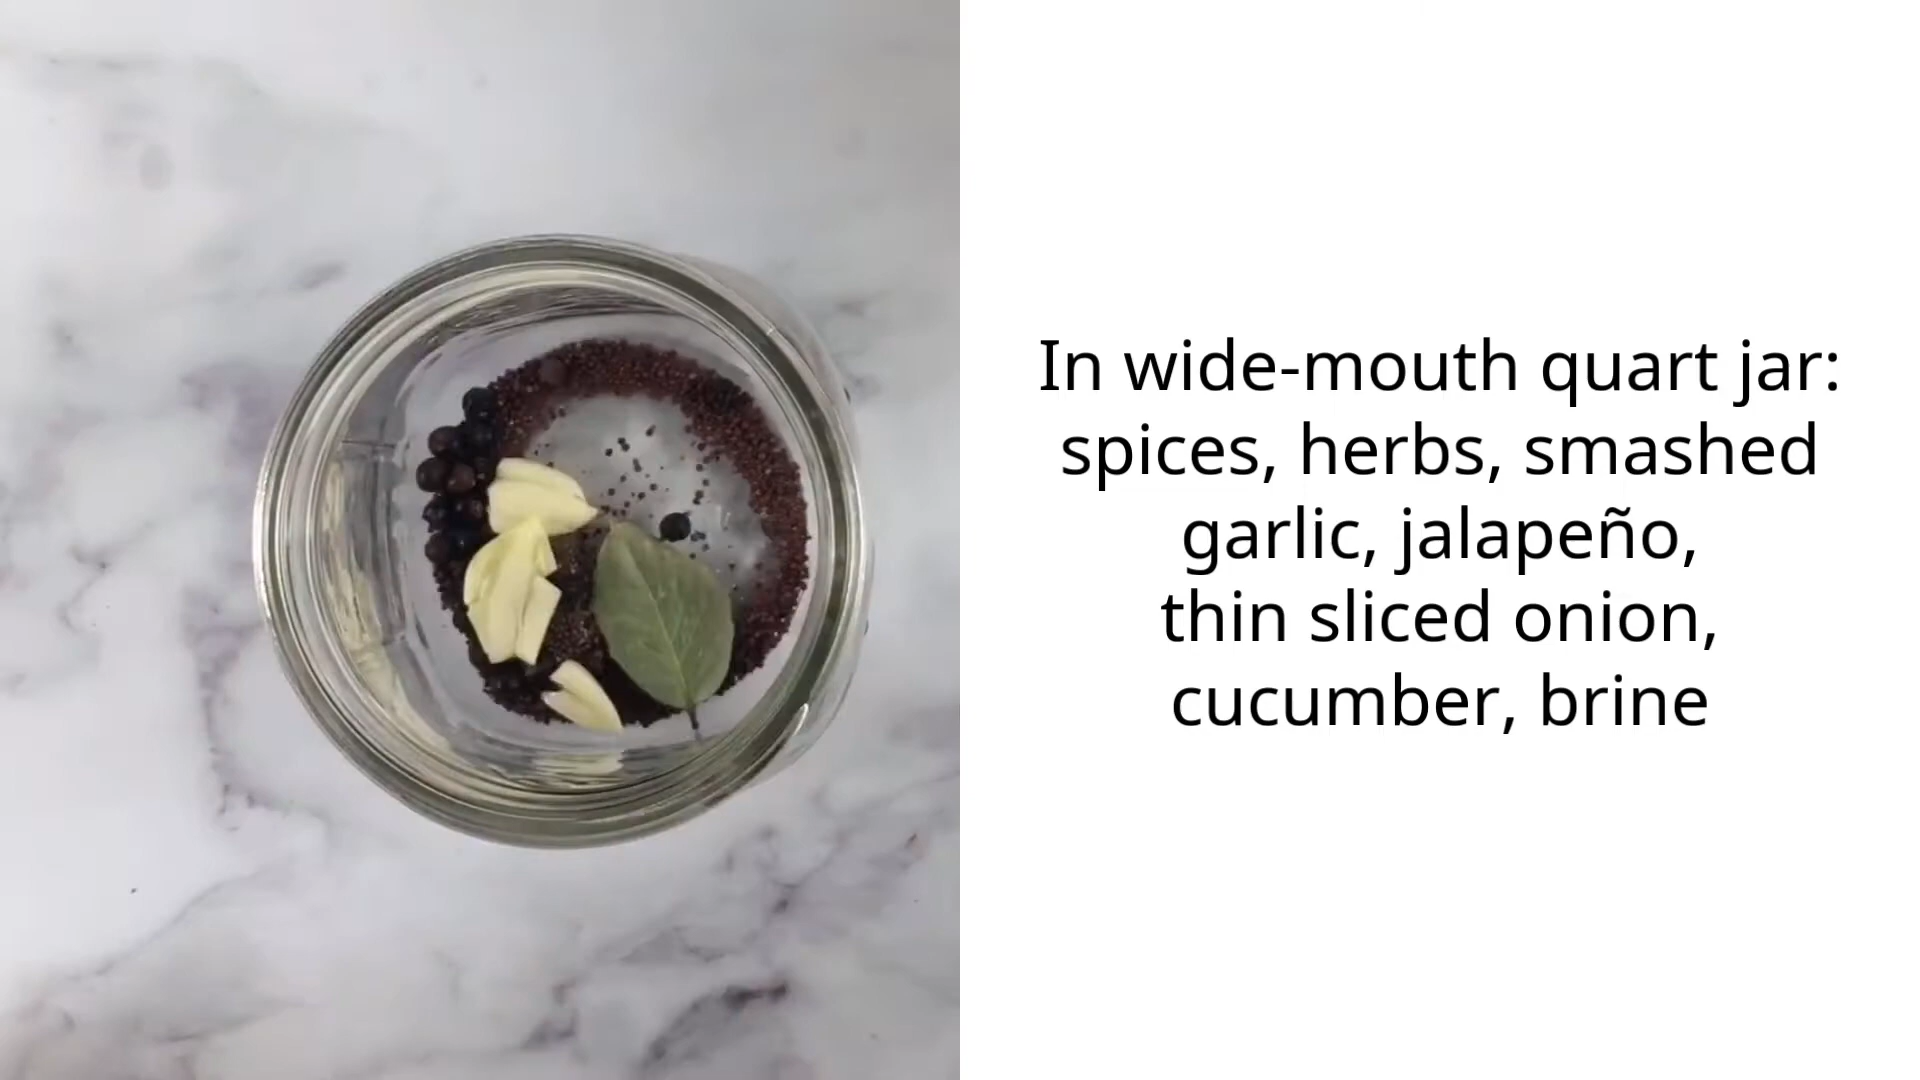 In wide-mouth quart jar:
spices, herbs, smashed
garlic, jalapeño,
thin sliced onion,
cucumber, brine